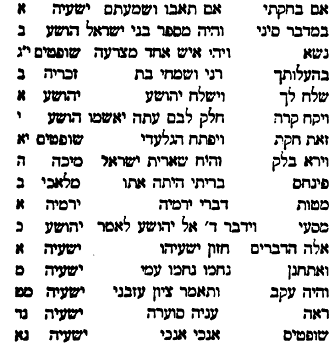 אם בחקתי אם תאבו ושמעתם ישעיה א
במדבר סיני והיה מספר בני ישראל הושע ב
נשא ויהי איש אחד מצרעה שופטים י"ג
בהעלותך רני ושמחי בת זכריה ב
שלח לך וישלח יהושע יהושע א
ויקח קרח חלק לבם עתה יאשמו הושע י
זאת חקת ויפתח הגלעדי שופטים יא
וירא בלק והיה שארית ישראל מיכה ה
פינחס בריתי היתה אתו מלאכי ב
מטות דברי ירמיה ירמיה א
מסעי וידבר ד' אל יהושע לאמר יהושע כ
אלה הדברים חזון ישעיהו ישעיה א
ואתחנן נחמו נחמו עמי ישעיה מ
והיה עקב ותאמר ציון עזבני ישעיה מט
ראה עניה סוערה ישעיה נד
שופטים אנכי אנכי ישעיה נא